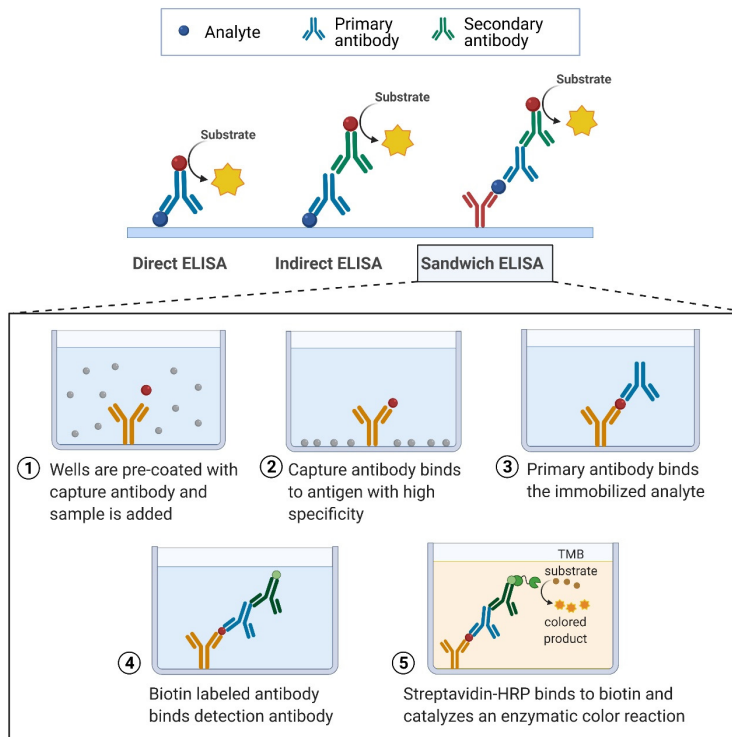 Analyte
Primary
antibody
Secondary
antibody
Substrate
Substrate
Substrate
Direct ELISA
Indirect ELISA
Sandwich ELISA
1
Wells are pre-coated with
capture antibody and
sample is added
2
Capture antibody binds
to antigen with high
specificity
3
Primary antibody binds
the immobilized analyte
4
Biotin labeled antibody
binds detection antibody
TMB
substrate
colored
product
5
Streptavidin-HRP binds to biotin and
catalyzes an enzymatic color reaction